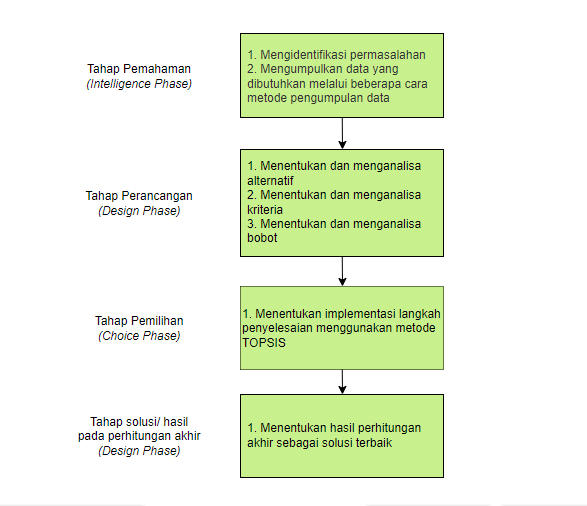 Tahap Pemahaman
(Intelligence Phase)
1. Mengidentifikasi permasalahan
2. Mengumpulkan data yang
dibutuhkan melalui beberapa cara
metode pengumpulan data
Tahap Perancangan
(Design Phase)
1. Menentukan dan menganalisa
alternatif
2. Menentukan dan menganalisa
kriteria
3. Menentukan dan menganalisa
bobot
Tahap Pemilihan
(Choice Phase)
1. Menentukan implementasi langkah
penyelesaian menggunakan metode
TOPSIS
Tahap solusi/ hasil
pada perhitungan akhir
(Design Phase)
1. Menentukan hasil perhitungan
akhir sebagai solusi terbaik